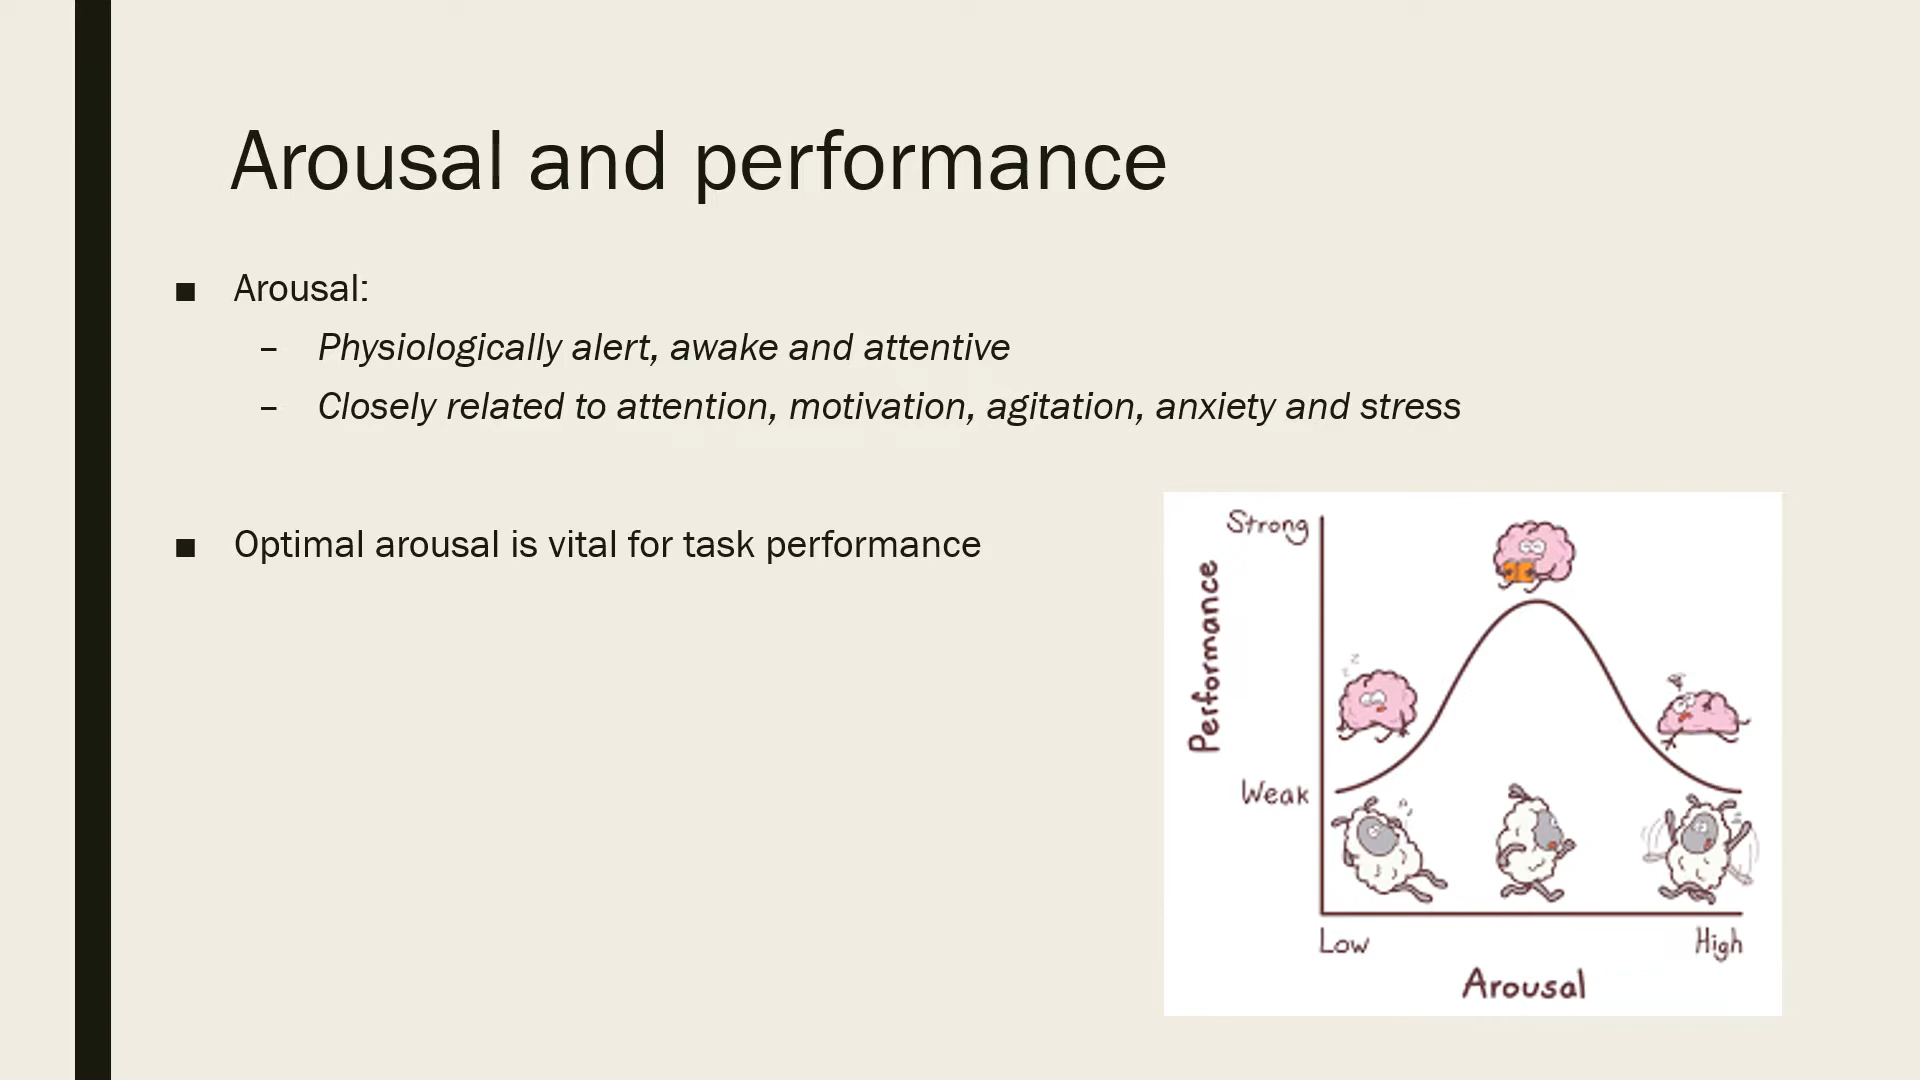 Arousal and performance
■ Arousal:
– Physiologically alert, awake and attentive
– Closely related to attention, motivation, agitation, anxiety and stress
■ Optimal arousal is vital for task performance
Strong
Performance
z
z
Weak
Low
High
Arousal